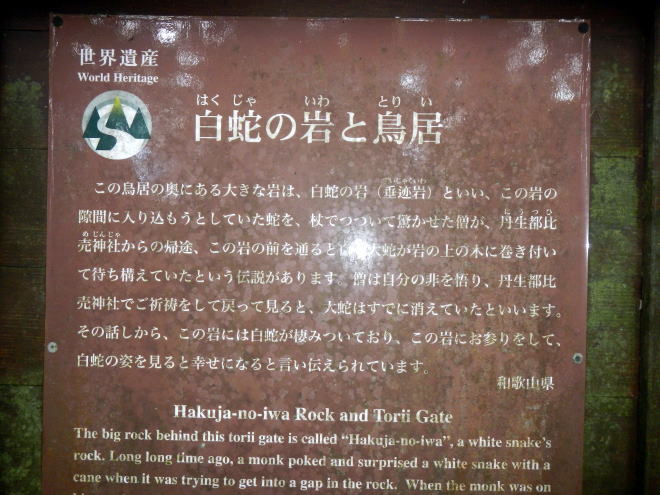 世界遺産
World Heritage
はくじゃ いわ とりい
白蛇の岩と鳥居
この鳥居の奥にある大きな岩は、白蛇の岩（垂迹岩）といい、この岩の
隙間に入り込もうとしていた蛇を、杖でつついて驚かせた僧が、丹生都比
売神社からの帰途、この岩の前を通ると 大蛇が岩の上の木に巻き付い
て待ち構えていたという伝説があります。僧は自分の非を悟り、丹生都比
売神社でご祈祷をして戻って見ると、大蛇はすでに消えていたといいます。
その話しから、この岩には白蛇が棲みついており、この岩にお参りをして、
白蛇の姿を見ると幸せになると言い伝えられています。
和歌山県
Hakuja-no-iwa Rock and Torii Gate
The big rock behind this torii gate is called “Hakuja-no-iwa”, a white snake’s
rock. Long long time ago, a monk poked and surprised a white snake with a
cane when it was trying to get into a gap in the rock. When the monk was on